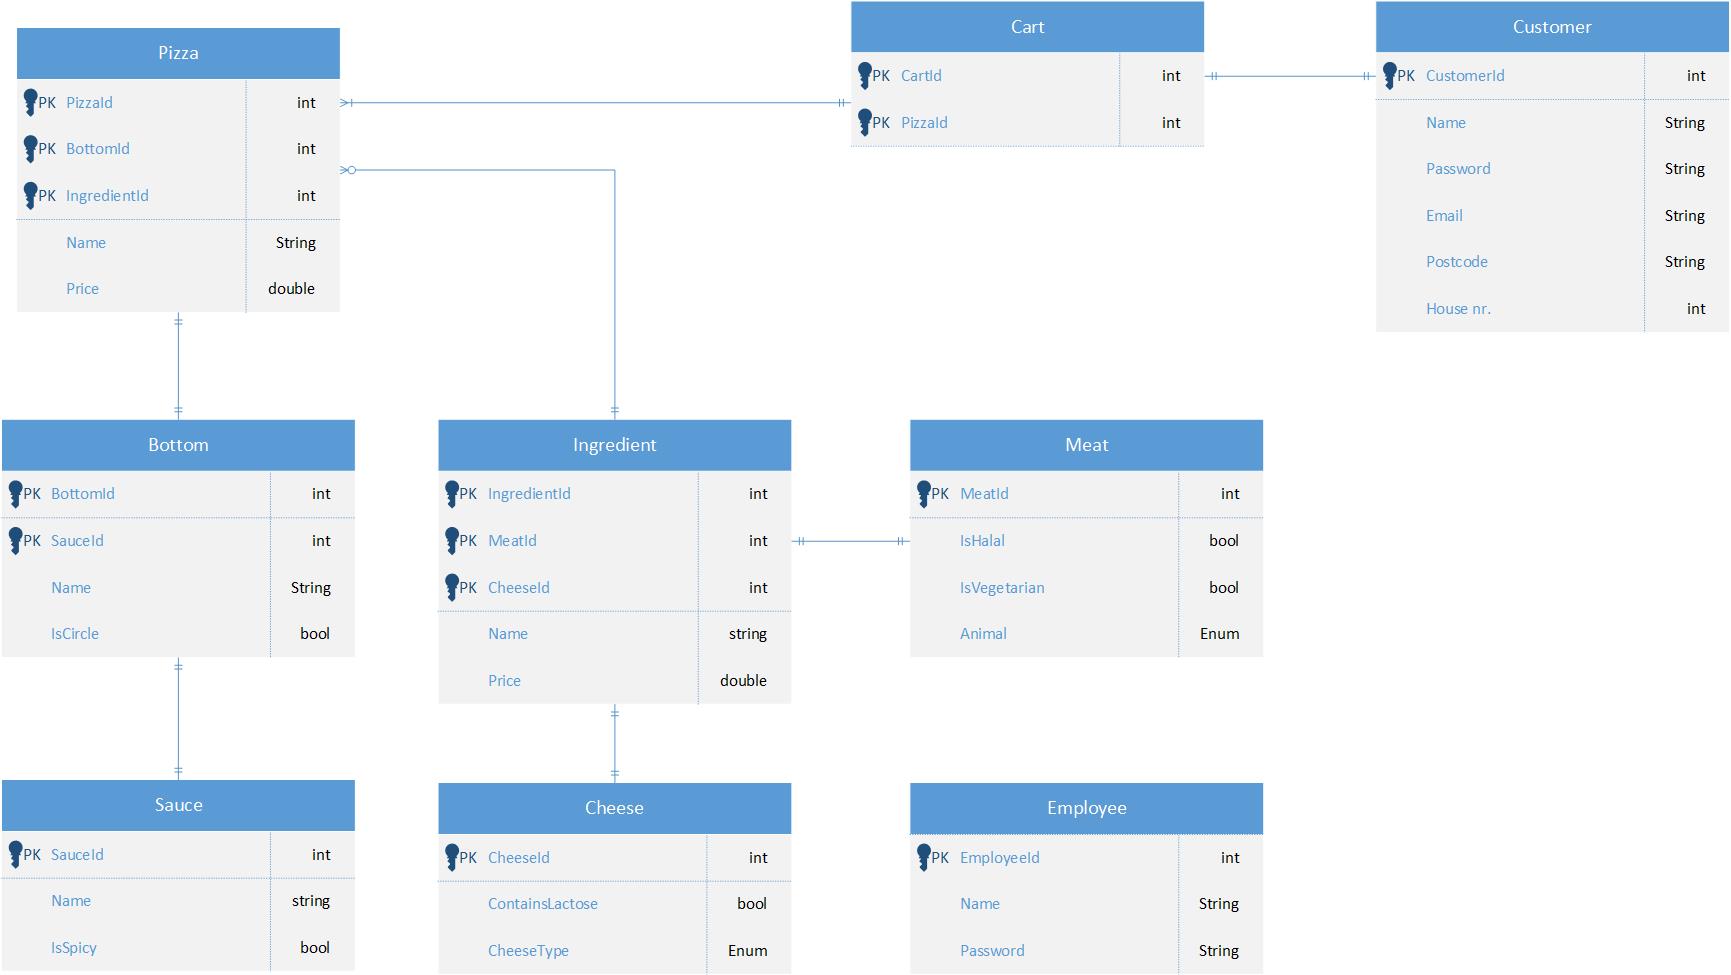 Pizza
PK PizzaId int
PK BottomId int
PK IngredientId int
Name String
Price double
Cart
PK CartId int
PK PizzaId int
Customer
PK CustomerId int
Name String
Password String
Email String
Postcode String
House nr. int
Bottom
PK BottomId int
PK SauceId int
Name String
IsCircle bool
Ingredient
PK IngredientId int
PK MeatId int
PK CheeseId int
Name string
Price double
Meat
PK MeatId int
IsHalal bool
IsVegetarian bool
Animal Enum
Sauce
PK SauceId int
Name string
IsSpicy bool
Cheese
PK CheeseId int
ContainsLactose bool
CheeseType Enum
Employee
PK EmployeeId int
Name String
Password String